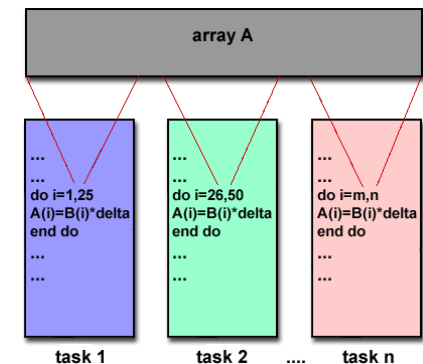 array A
...
...
do i=1,25
A(i)=B(i)*delta
end do
...
...
task 1
...
...
do i=26,50
A(i)=B(i)*delta
end do
...
...
task 2
....
...
...
do i=m,n
A(i)=B(i)*delta
end do
...
...
task n